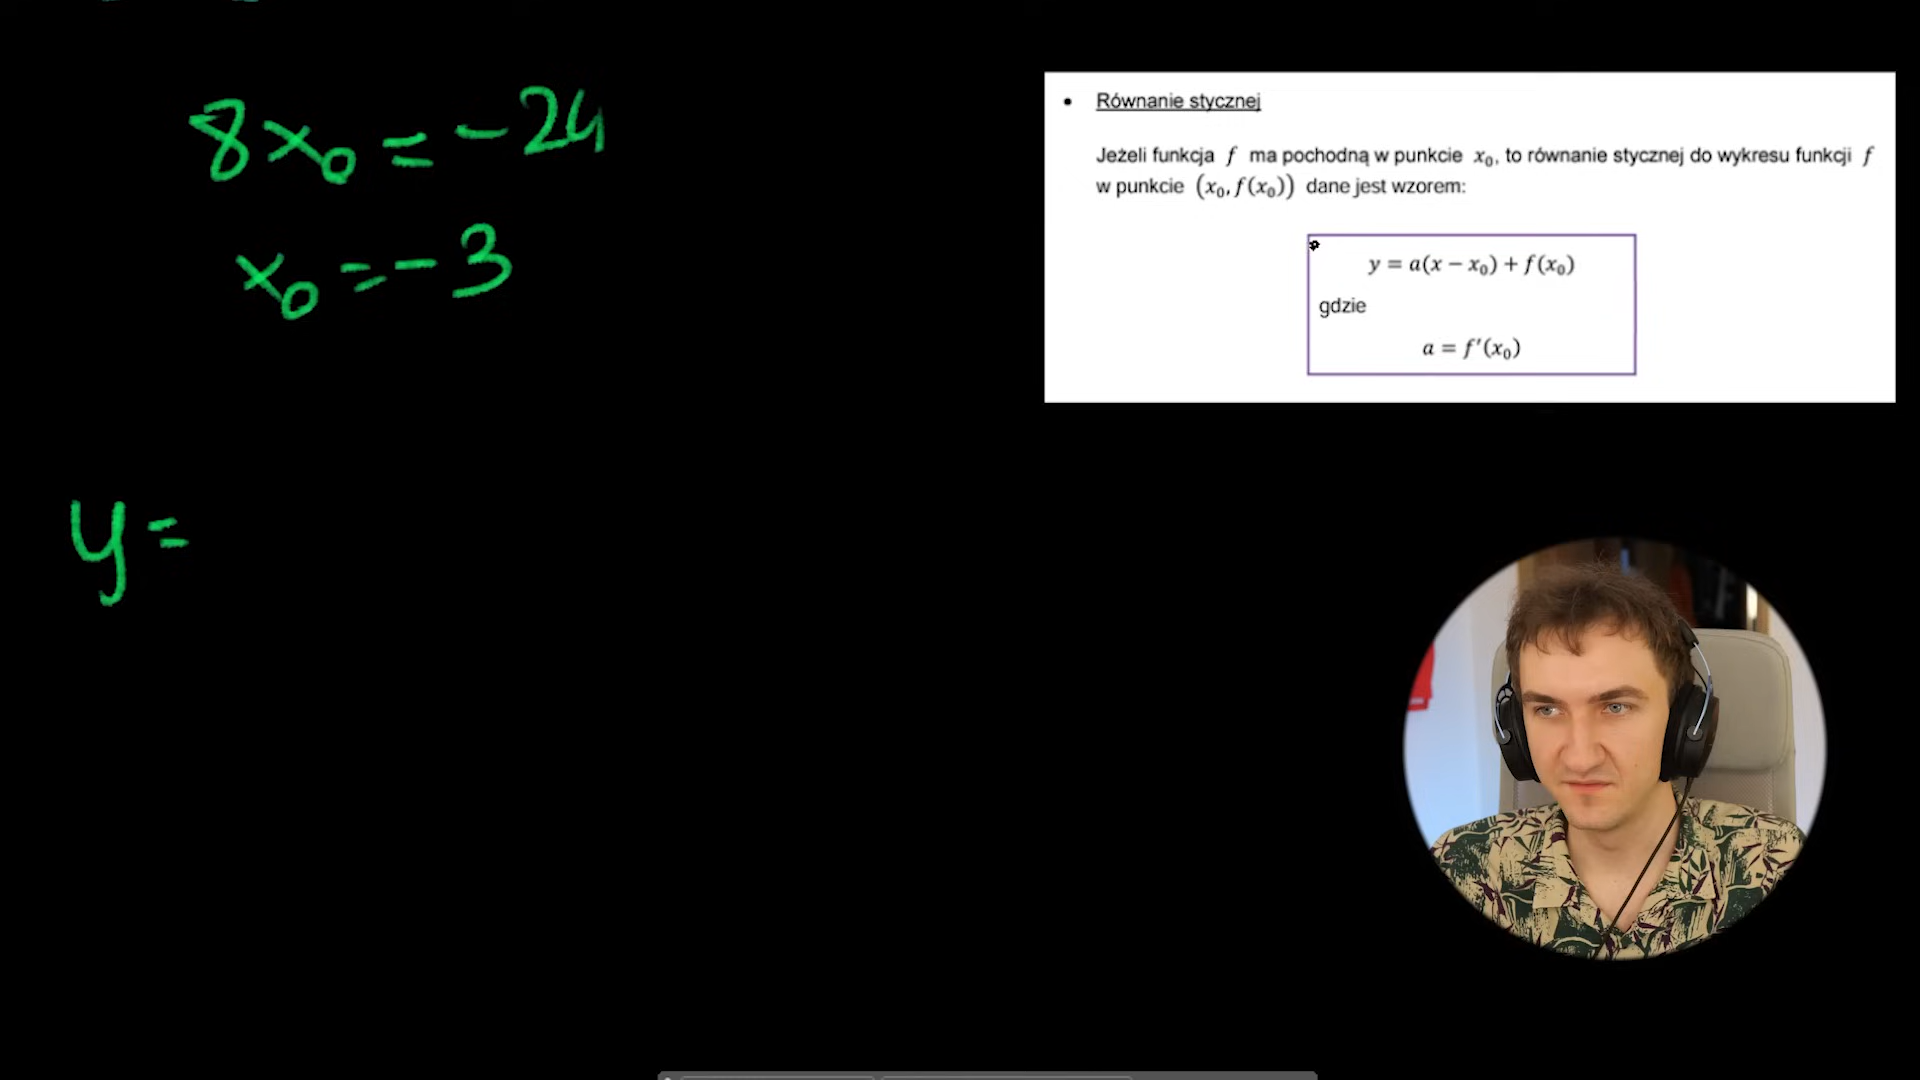 8x₀ = -24
x₀ = -3
y =
• Równanie stycznej
Jeżeli funkcja f ma pochodną w punkcie x₀, to równanie stycznej do wykresu funkcji f
w punkcie (x₀, f(x₀)) dane jest wzorem:
y = a(x − x₀) + f(x₀)
gdzie
a = f′(x₀)